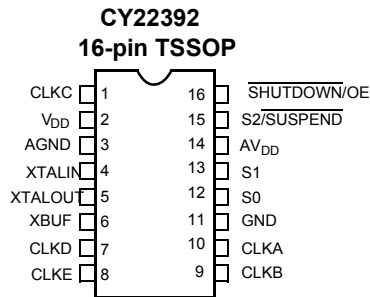 CY22392
16-pin TSSOP
CLKC 1 16 SHUTDOWN/OE
VDD 2 15 S2/SUSPEND
AGND 3 14 AVDD
XTALIN 4 13 S1
XTALOUT 5 12 S0
XBUF 6 11 GND
CLKD 7 10 CLKA
CLKE 8 9 CLKB